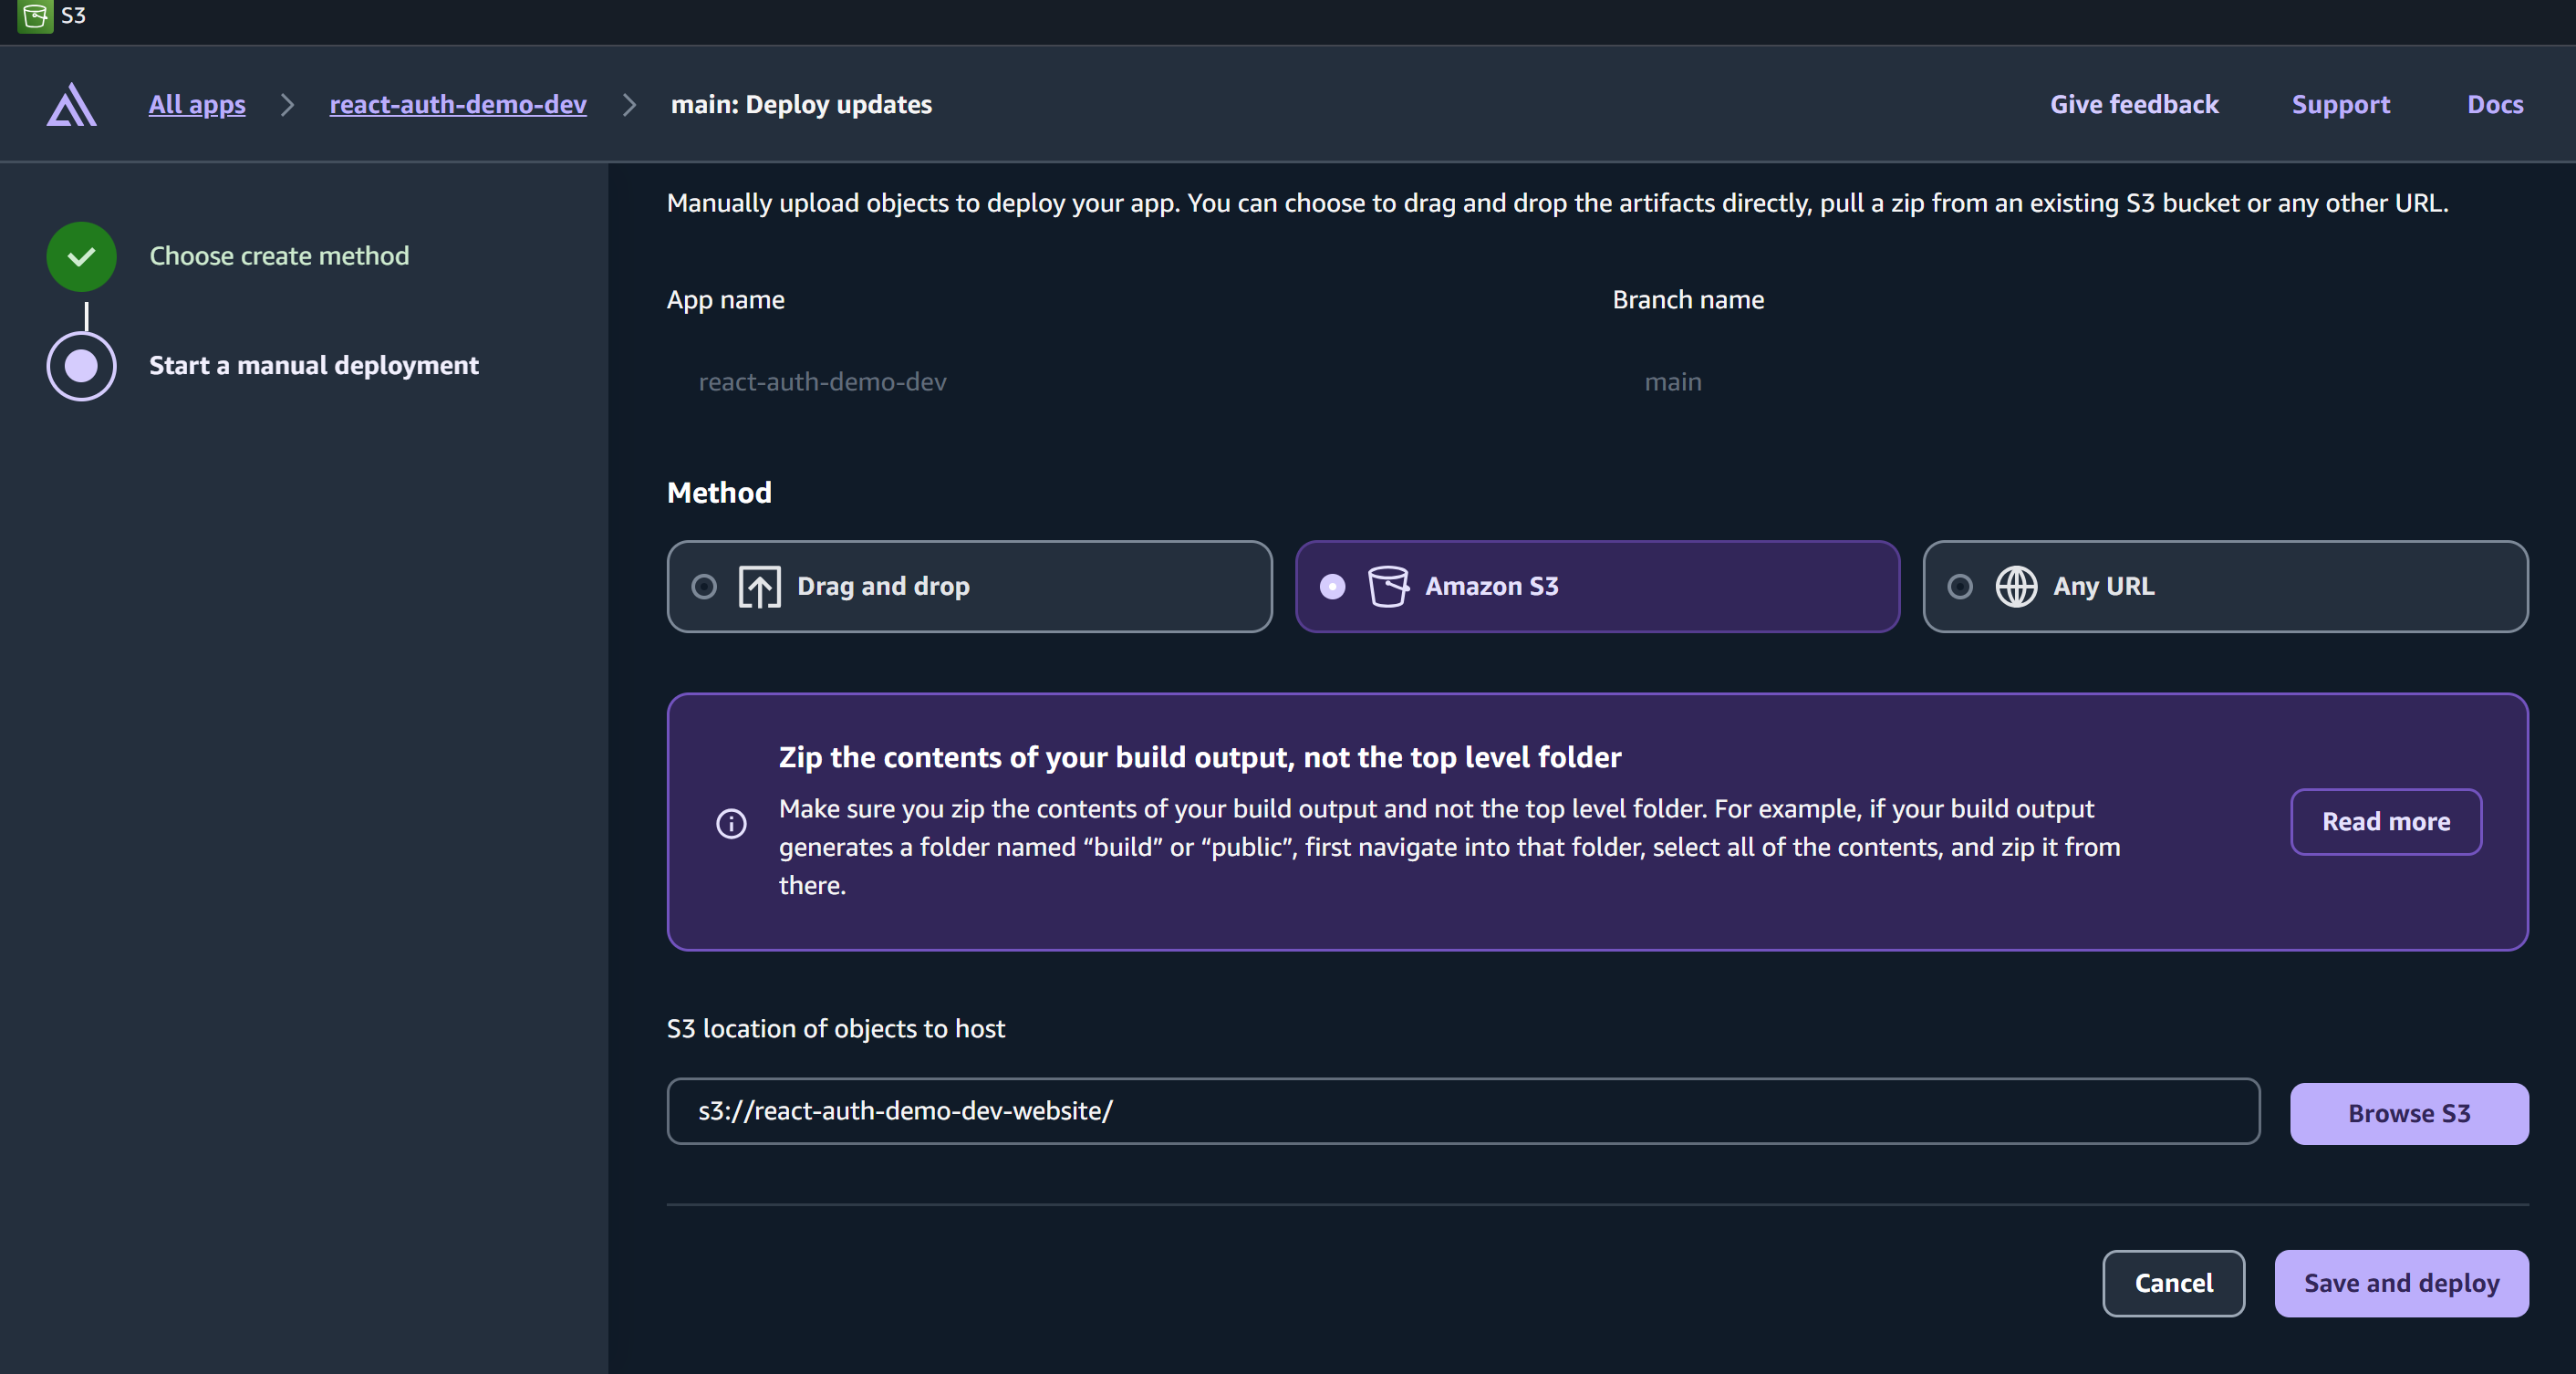 S3
All apps
react-auth-demo-dev
main: Deploy updates
Give feedback
Support
Docs
Choose create method
Start a manual deployment
Manually upload objects to deploy your app. You can choose to drag and drop the artifacts directly, pull a zip from an existing S3 bucket or any other URL.
App name
Branch name
react-auth-demo-dev
main
Method
Drag and drop
Amazon S3
Any URL
Zip the contents of your build output, not the top level folder
Make sure you zip the contents of your build output and not the top level folder. For example, if your build output
generates a folder named “build” or “public”, first navigate into that folder, select all of the contents, and zip it from
there.
Read more
S3 location of objects to host
s3://react-auth-demo-dev-website/
Browse S3
Cancel
Save and deploy